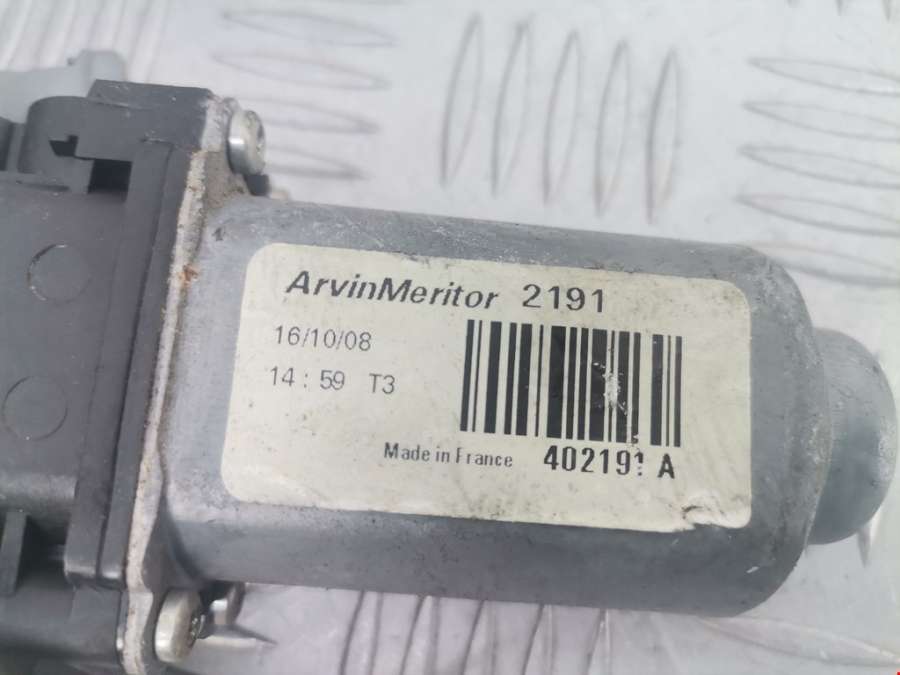 ArvinMeritor 2191
16/10/08
14 : 59 T3
Made in France 402191 A